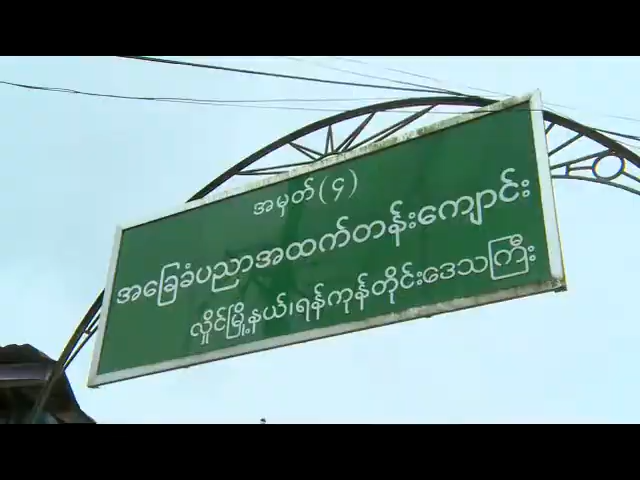 အမှတ်(၄)
အခြေခံပညာအထက်တန်းကျောင်း
လှိုင်မြို့နယ်၊ရန်ကုန်တိုင်းဒေသကြီး